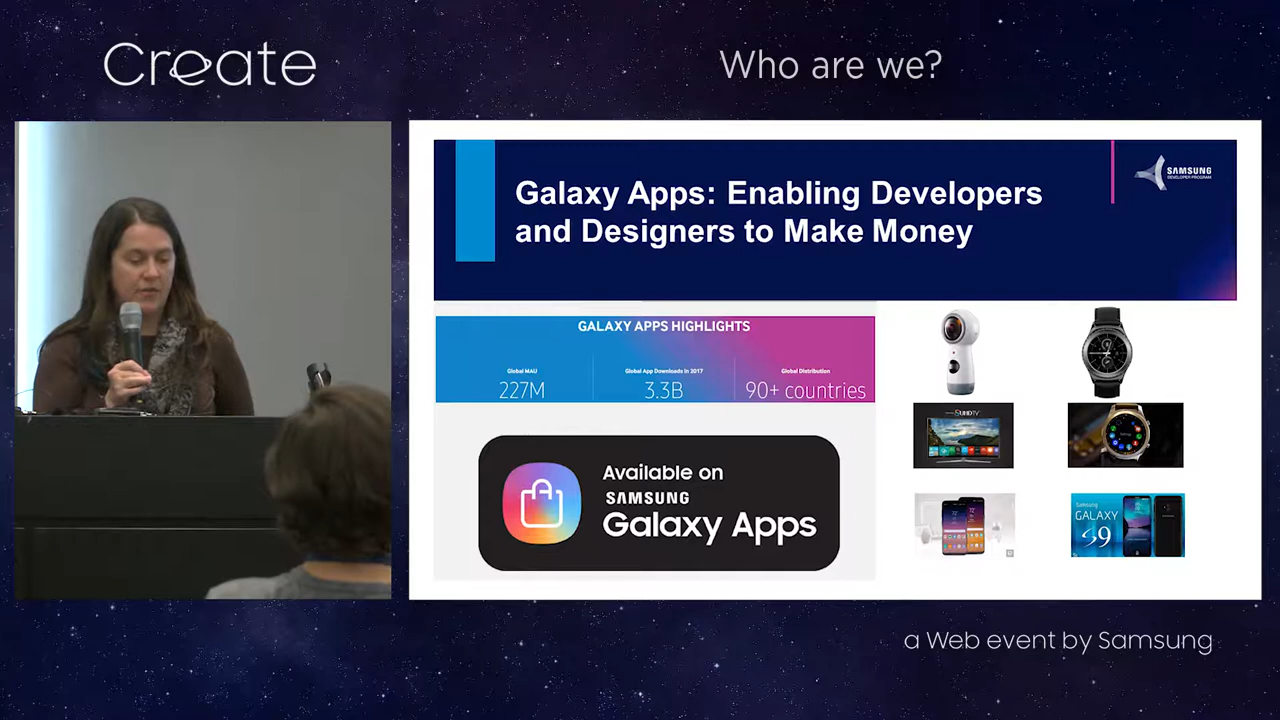 Create
Who are we?
Galaxy Apps: Enabling Developers
and Designers to Make Money
SAMSUNG
DEVELOPER PROGRAM
GALAXY APPS HIGHLIGHTS
Global MAU
227M
Global App Downloads in 2017
3.3B
Global Distribution
90+ countries
Available on
SAMSUNG
Galaxy Apps
SUHDTV
Samsung
GALAXY
S9
a Web event by Samsung